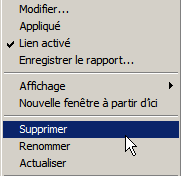 Modifier...
Appliqué
Lien activé
Enregistrer le rapport...
Affichage
Nouvelle fenêtre à partir d'ici
Supprimer
Renommer
Actualiser